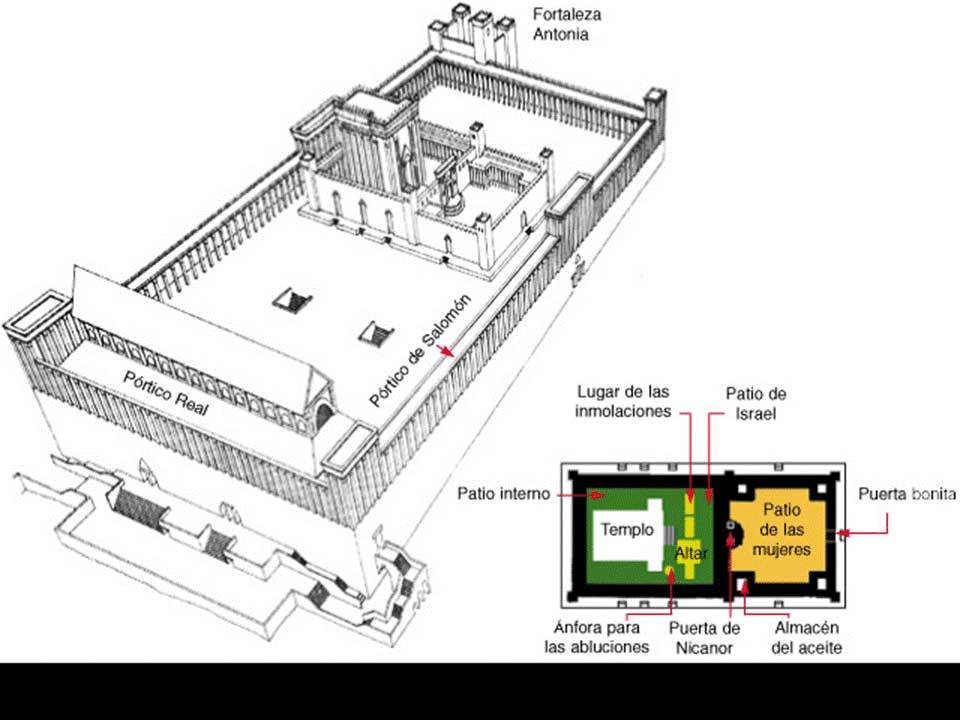 Fortaleza
Antonia
Pórtico de Salomón
Pórtico Real
Lugar de las
inmolaciones
Patio de
Israel
Patio interno
Puerta bonita
Templo
Altar
Patio
de las
mujeres
Ánfora para
las abluciones
Puerta de
Nicanor
Almacén
del aceite